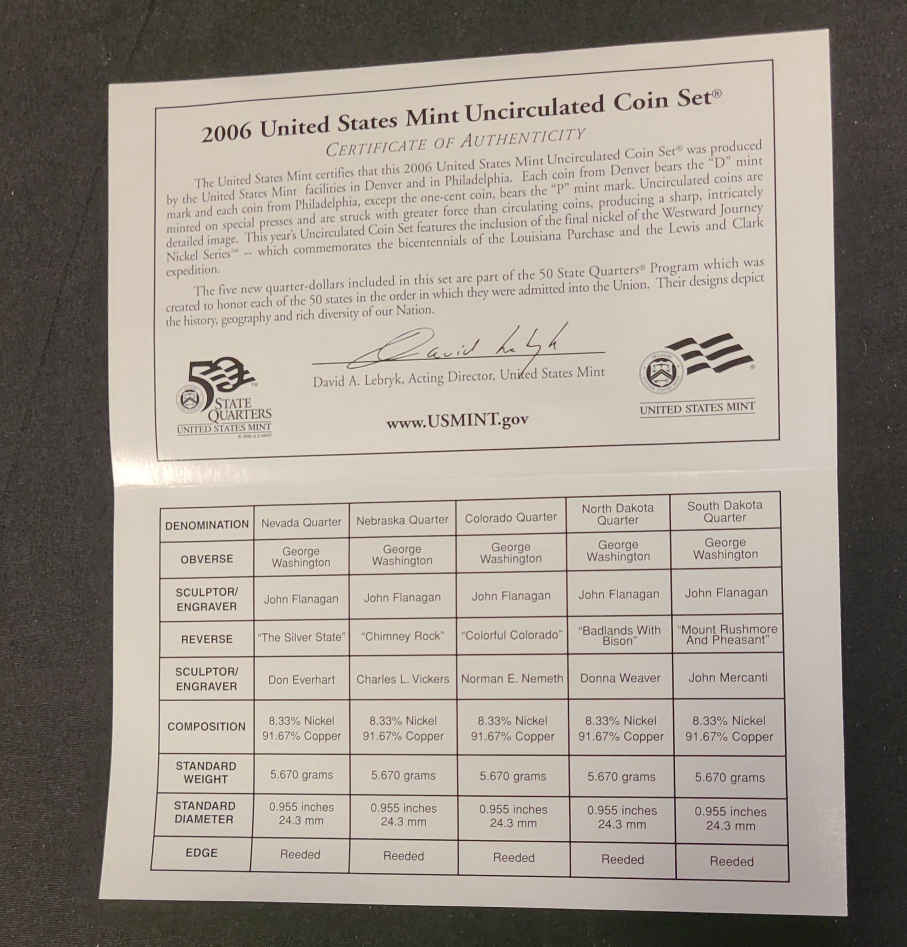 2006 United States Mint Uncirculated Coin Set®
CERTIFICATE OF AUTHENTICITY
The United States Mint certifies that this 2006 United States Mint Uncirculated Coin Set® was produced
by the United States Mint facilities in Denver and in Philadelphia. Each coin from Denver bears the “D” mint
mark and each coin from Philadelphia, except the one-cent coin, bears the “P” mint mark. Uncirculated coins are
minted on special presses and are struck with greater force than circulating coins, producing a sharp, intricately
detailed image. This year's Uncirculated Coin Set features the inclusion of the final nickel of the Westward Journey
Nickel Series™ – which commemorates the bicentennials of the Louisiana Purchase and the Lewis and Clark
expedition.
The five new quarter-dollars included in this set are part of the 50 State Quarters® Program which was
created to honor each of the 50 states in the order in which they were admitted into the Union. Their designs depict
the history, geography and rich diversity of our Nation.
David Lebryk
David A. Lebryk, Acting Director, United States Mint
www.USMINT.gov
50™
STATE
QUARTERS
UNITED STATES MINT
UNITED STATES MINT
DENOMINATION Nevada Quarter Nebraska Quarter Colorado Quarter North Dakota Quarter South Dakota Quarter
OBVERSE George Washington George Washington George Washington George Washington George Washington
SCULPTOR/ENGRAVER John Flanagan John Flanagan John Flanagan John Flanagan John Flanagan
REVERSE “The Silver State” “Chimney Rock” “Colorful Colorado” “Badlands With Bison” “Mount Rushmore And Pheasant”
SCULPTOR/ENGRAVER Don Everhart Charles L. Vickers Norman E. Nemeth Donna Weaver John Mercanti
COMPOSITION 8.33% Nickel 91.67% Copper 8.33% Nickel 91.67% Copper 8.33% Nickel 91.67% Copper 8.33% Nickel 91.67% Copper 8.33% Nickel 91.67% Copper
STANDARD WEIGHT 5.670 grams 5.670 grams 5.670 grams 5.670 grams 5.670 grams
STANDARD DIAMETER 0.955 inches 24.3 mm 0.955 inches 24.3 mm 0.955 inches 24.3 mm 0.955 inches 24.3 mm 0.955 inches 24.3 mm
EDGE Reeded Reeded Reeded Reeded Reeded